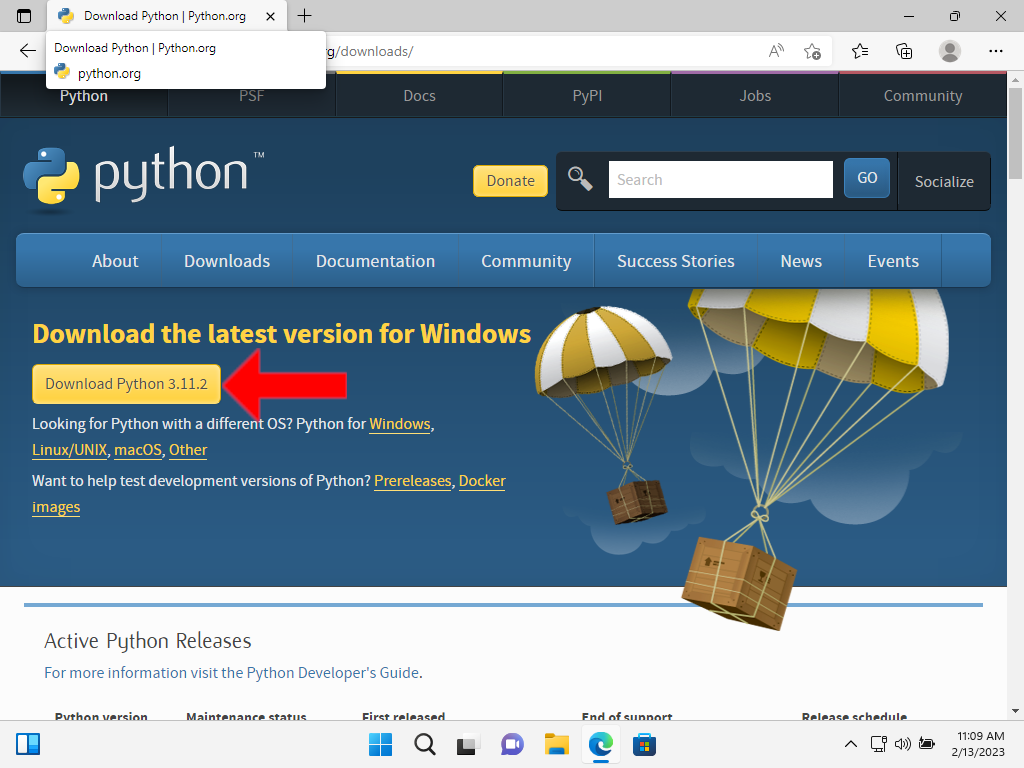 Download Python | Python.org
Download Python | Python.org
g/downloads/
python.org
Python
PSF
Docs
PyPI
Jobs
Community
python™
Donate
Search
GO
Socialize
About
Downloads
Documentation
Community
Success Stories
News
Events
Download the latest version for Windows
Download Python 3.11.2
Looking for Python with a different OS? Python for Windows,
Linux/UNIX, macOS, Other
Want to help test development versions of Python? Prereleases, Docker
images
Active Python Releases
For more information visit the Python Developer's Guide.
Python version
Maintenance status
First released
End of support
Release schedule
11:09 AM
2/13/2023